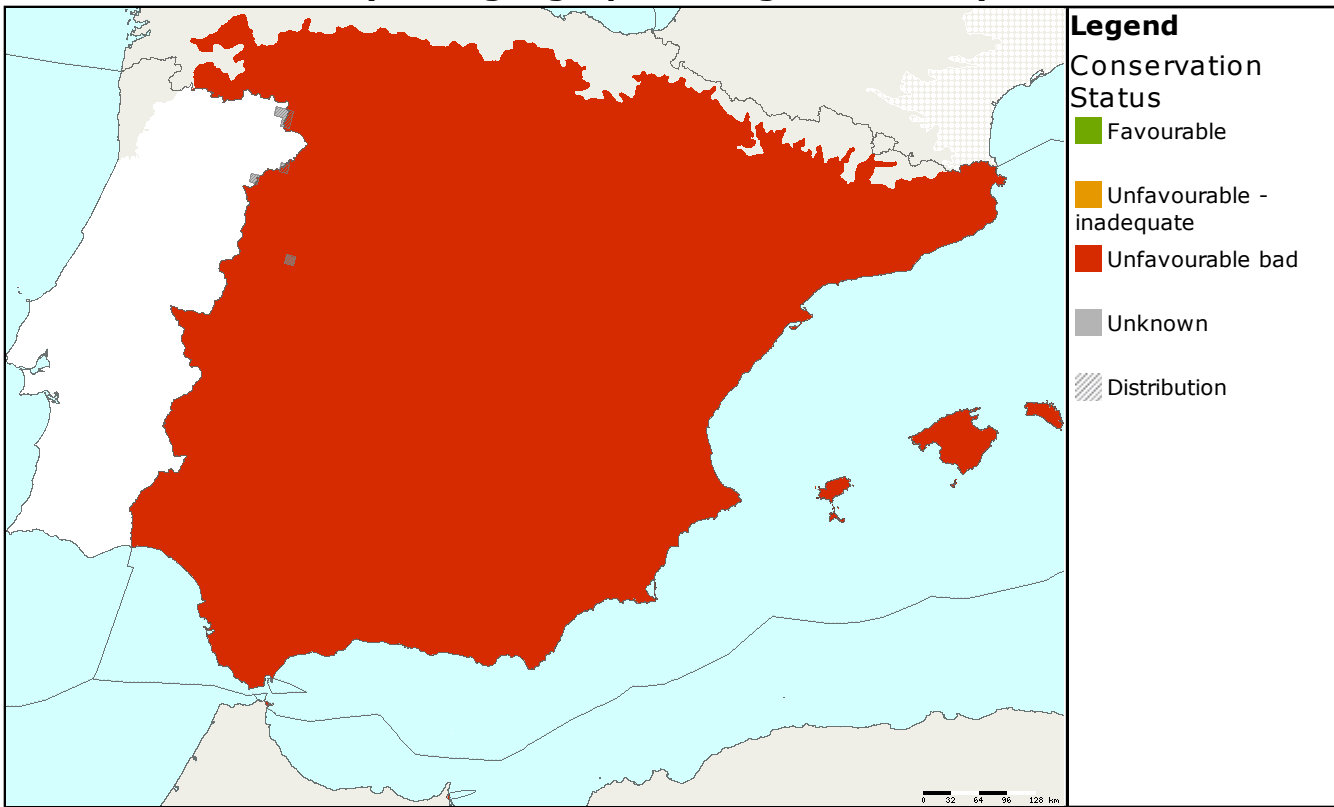 Legend
Conservation
Status
Favourable
Unfavourable -
inadequate
Unfavourable bad
Unknown
Distribution
0 32 64 96 128 km